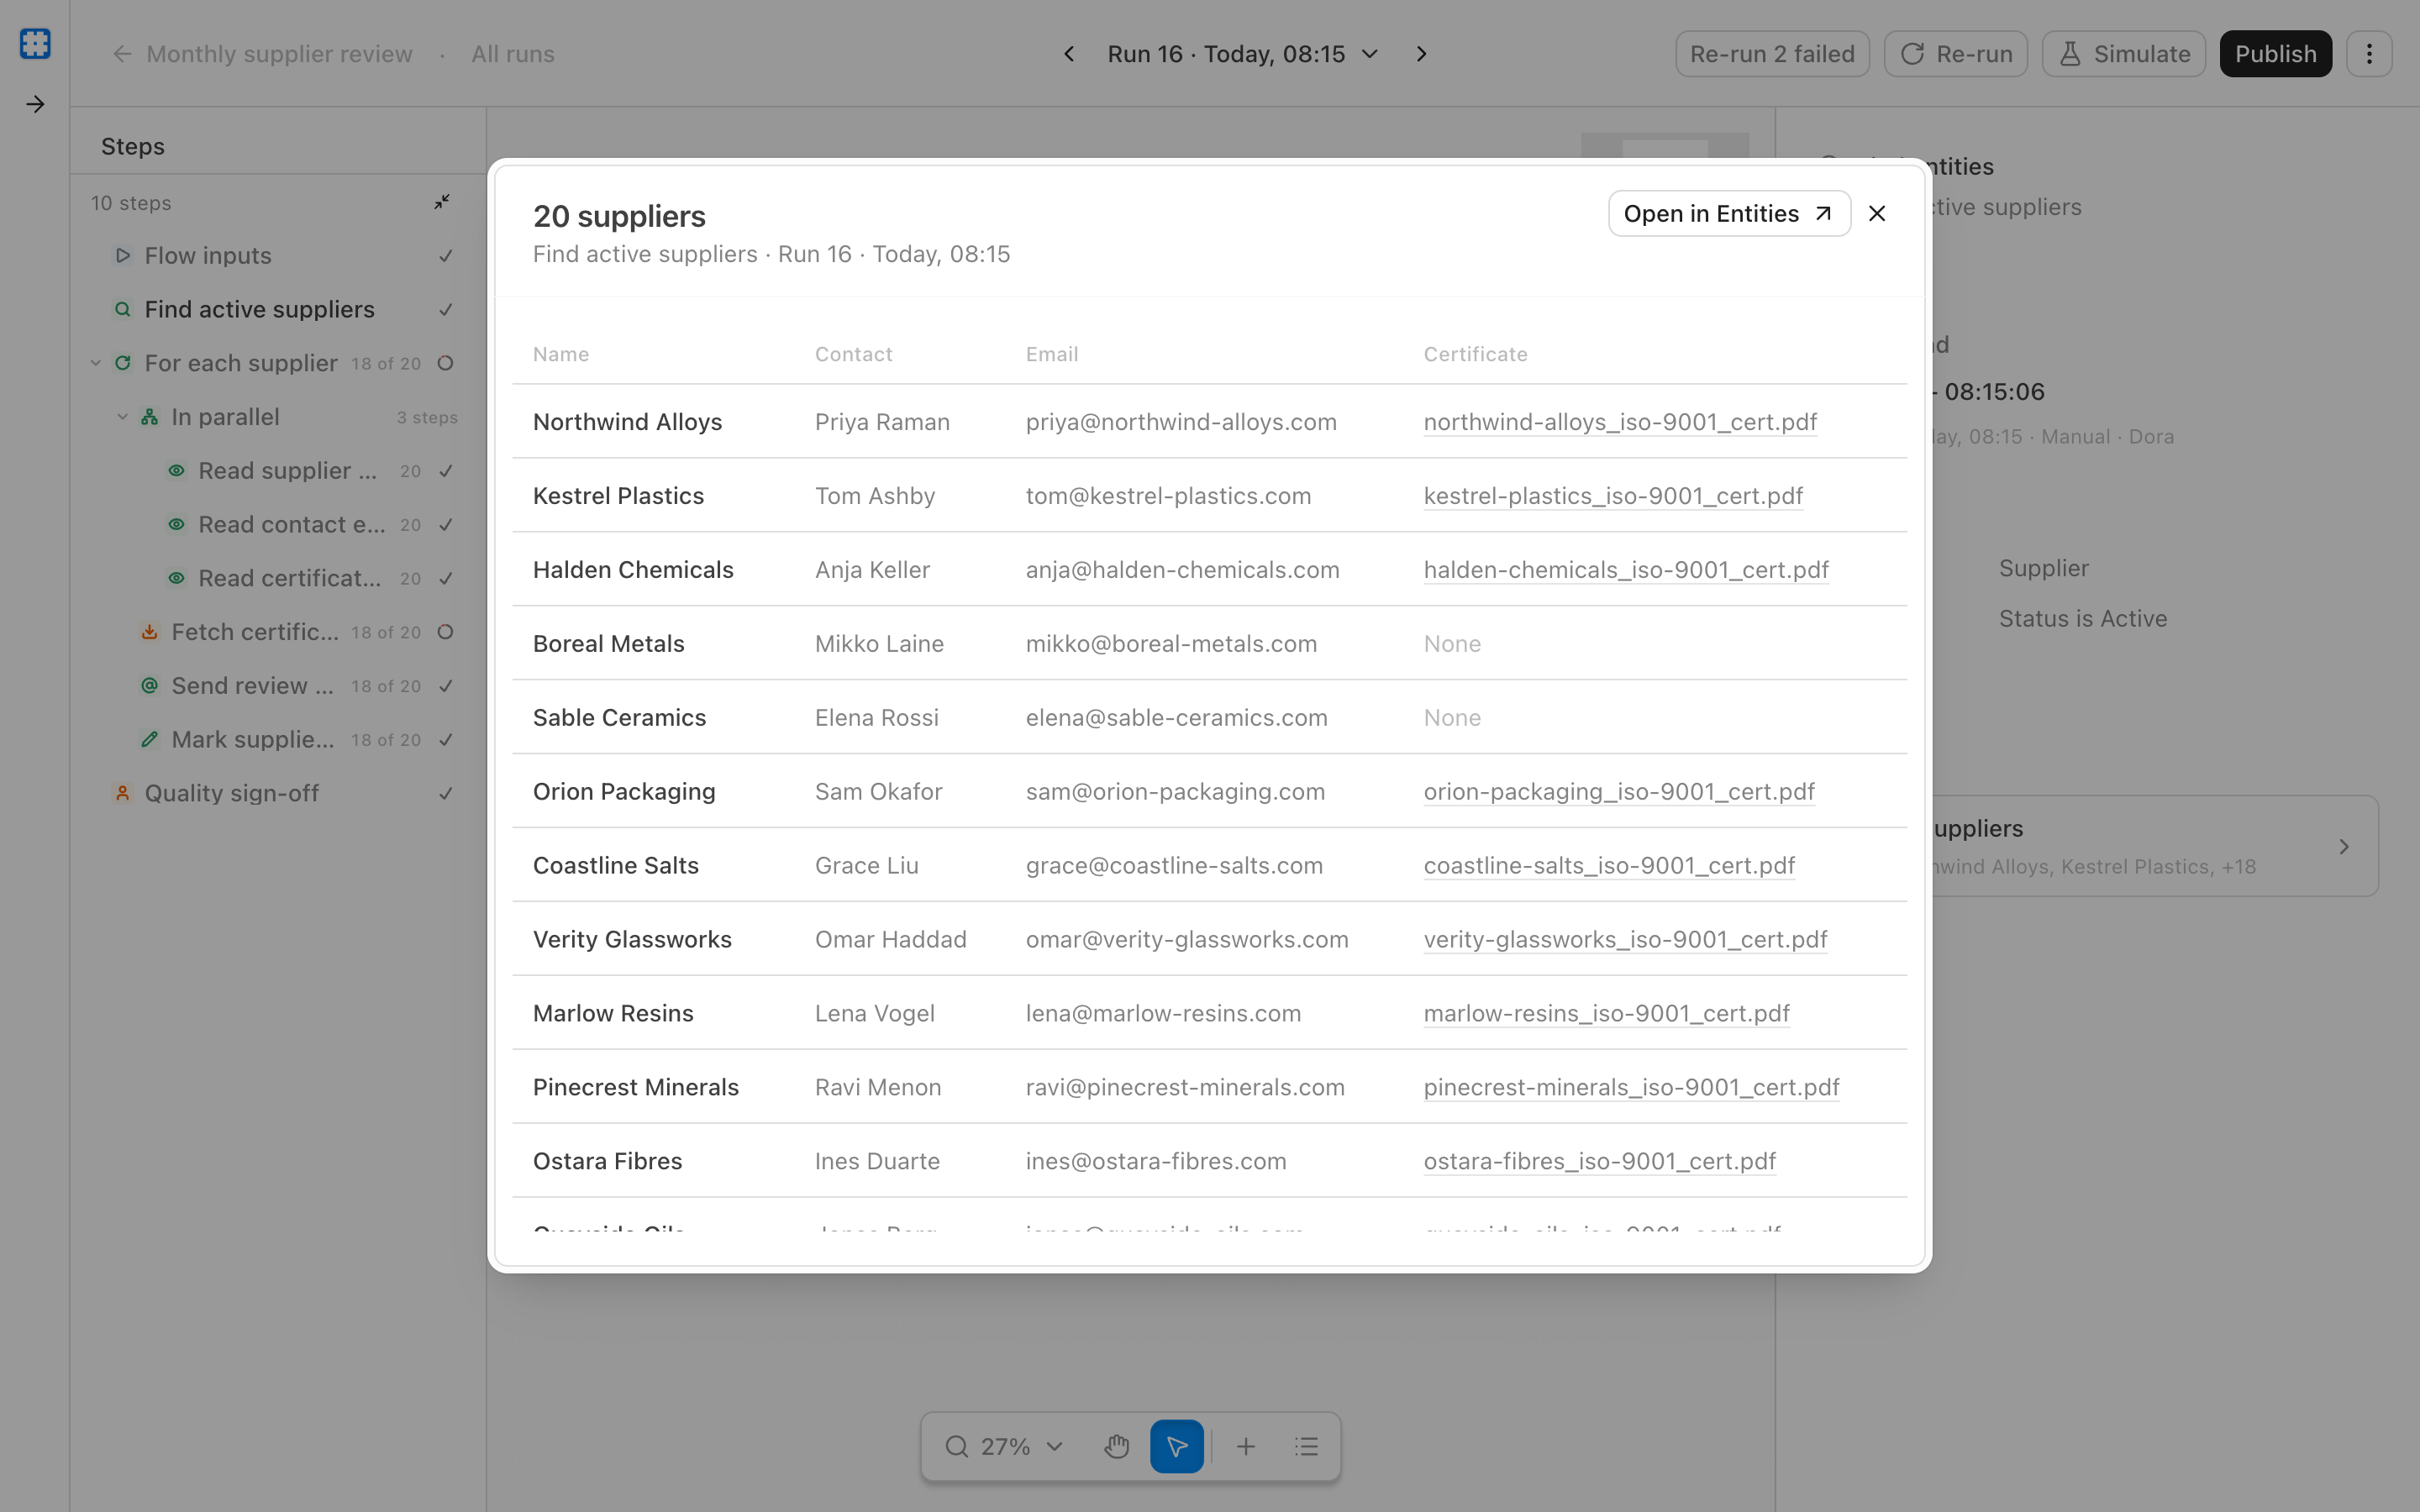 Monthly supplier review · All runs
Run 16 · Today, 08:15
Re-run 2 failed
Re-run
Simulate
Publish
Steps
10 steps
Flow inputs
Find active suppliers
For each supplier 18 of 20
In parallel 3 steps
Read supplier ... 20
Read contact e... 20
Read certificat... 20
Fetch certific... 18 of 20
Send review ... 18 of 20
Mark supplie... 18 of 20
Quality sign-off
20 suppliers
Find active suppliers · Run 16 · Today, 08:15
Open in Entities
Name Contact Email Certificate
Northwind Alloys Priya Raman priya@northwind-alloys.com northwind-alloys_iso-9001_cert.pdf
Kestrel Plastics Tom Ashby tom@kestrel-plastics.com kestrel-plastics_iso-9001_cert.pdf
Halden Chemicals Anja Keller anja@halden-chemicals.com halden-chemicals_iso-9001_cert.pdf
Boreal Metals Mikko Laine mikko@boreal-metals.com None
Sable Ceramics Elena Rossi elena@sable-ceramics.com None
Orion Packaging Sam Okafor sam@orion-packaging.com orion-packaging_iso-9001_cert.pdf
Coastline Salts Grace Liu grace@coastline-salts.com coastline-salts_iso-9001_cert.pdf
Verity Glassworks Omar Haddad omar@verity-glassworks.com verity-glassworks_iso-9001_cert.pdf
Marlow Resins Lena Vogel lena@marlow-resins.com marlow-resins_iso-9001_cert.pdf
Pinecrest Minerals Ravi Menon ravi@pinecrest-minerals.com pinecrest-minerals_iso-9001_cert.pdf
Ostara Fibres Ines Duarte ines@ostara-fibres.com ostara-fibres_iso-9001_cert.pdf
suppliers
- 08:15:06
08:15 · Manual · Dora
Supplier
Status is Active
Alloys, Kestrel Plastics, +18
27%